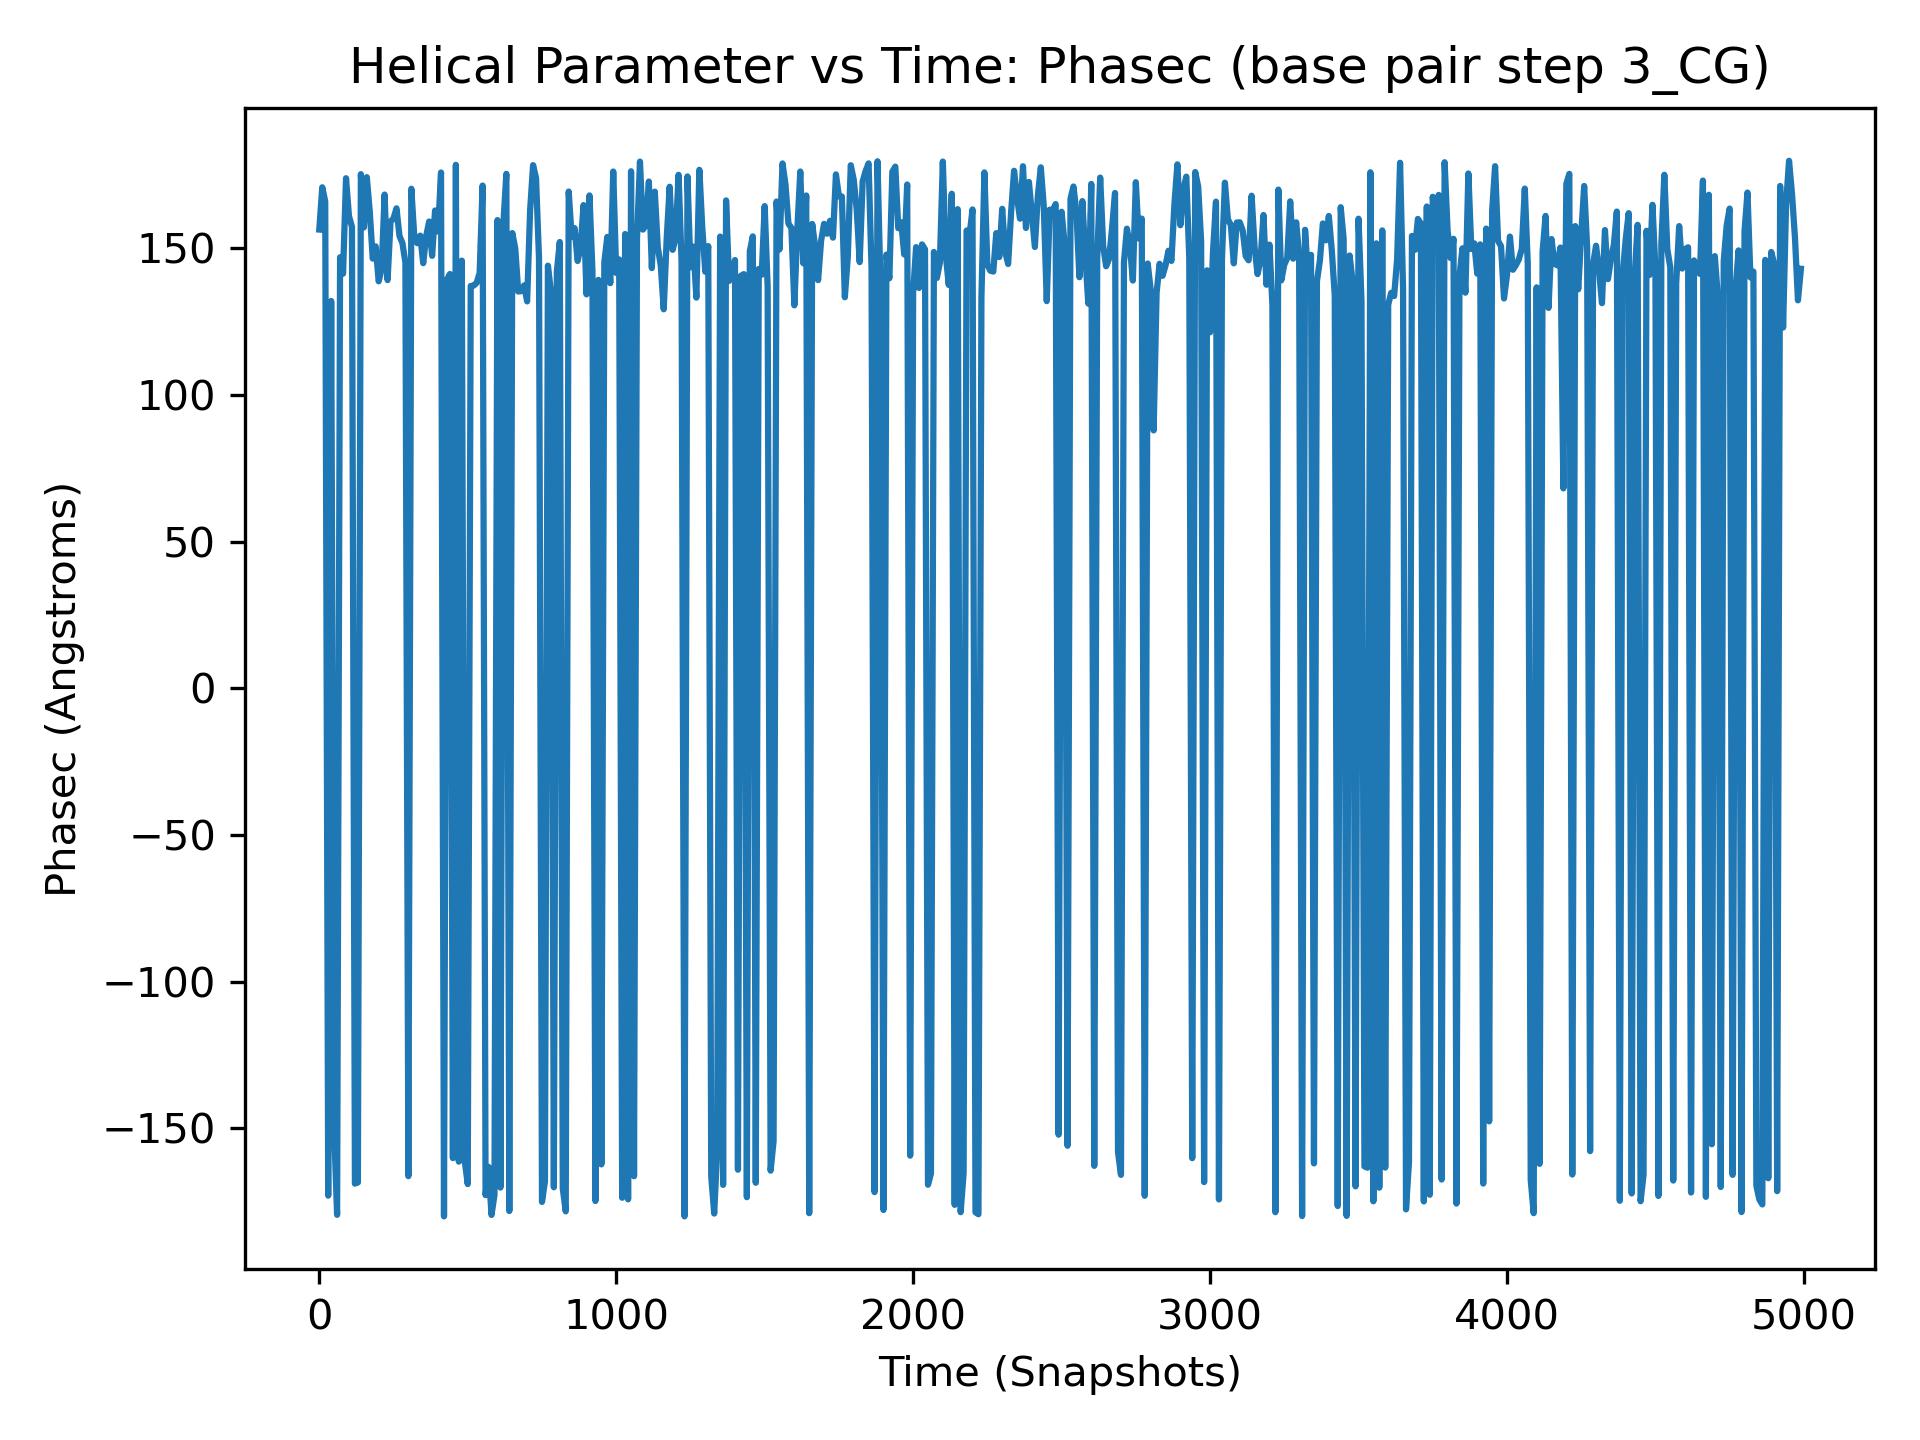 Helical Parameter vs Time: Phasec (base pair step 3_CG)
Phasec (Angstroms)
150
100
50
0
−50
−100
−150
0 1000 2000 3000 4000 5000
Time (Snapshots)